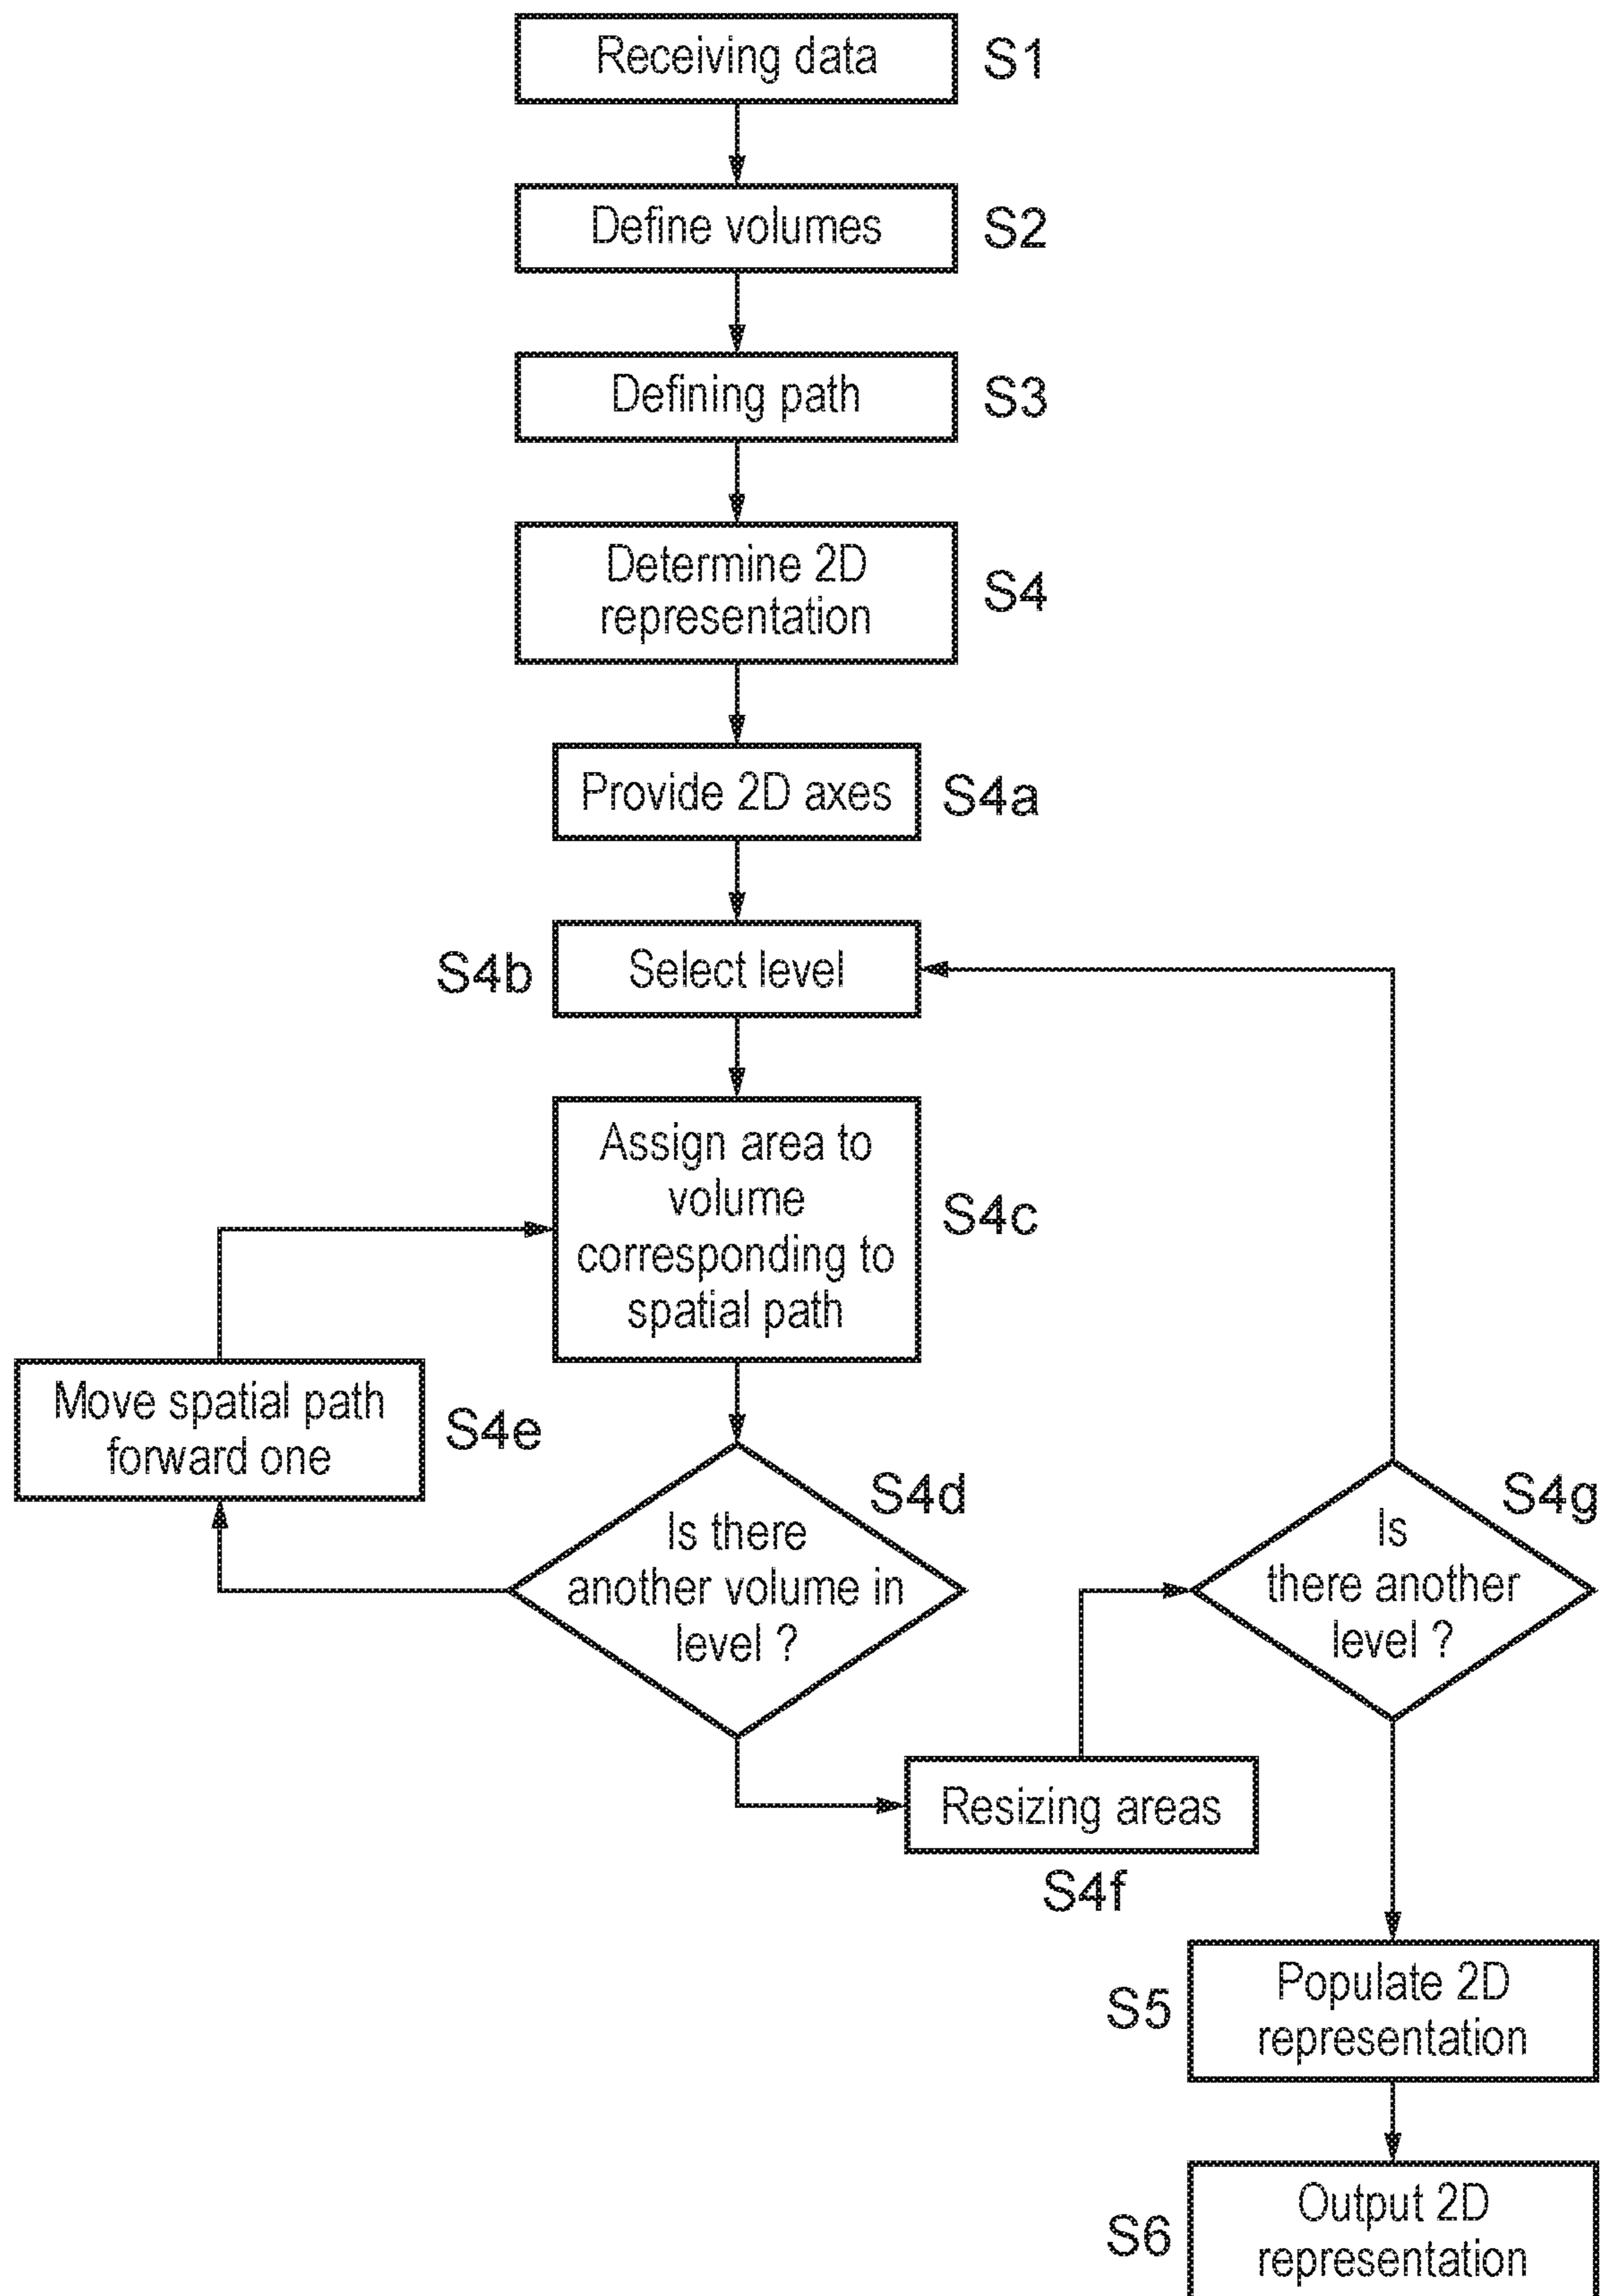 Receiving data
S1
Define volumes
S2
Defining path
S3
Determine 2D
representation
S4
Provide 2D axes
S4a
S4b
Select level
Assign area to
volume
corresponding to
spatial path
S4c
Move spatial path
forward one
S4e
Is there
another volume in
level ?
S4d
Is
there another
level ?
S4g
Resizing areas
S4f
S5
Populate 2D
representation
S6
Output 2D
representation